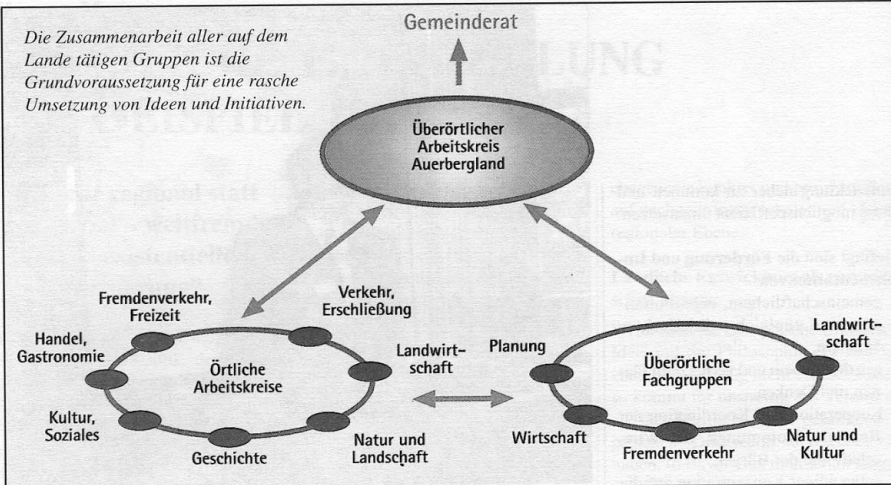 Gemeinderat
Die Zusammenarbeit aller auf dem
Lande tätigen Gruppen ist die
Grundvoraussetzung für eine rasche
Umsetzung von Ideen und Initiativen.
Überörtlicher
Arbeitskreis
Auerbergland
Fremdenverkehr,
Freizeit
Verkehr,
Erschließung
Handel,
Gastronomie
Örtliche
Arbeitskreise
Landwirt-
schaft
Kultur,
Soziales
Geschichte
Natur und
Landschaft
Planung
Überörtliche
Fachgruppen
Landwirt-
schaft
Wirtschaft
Fremdenverkehr
Natur und
Kultur